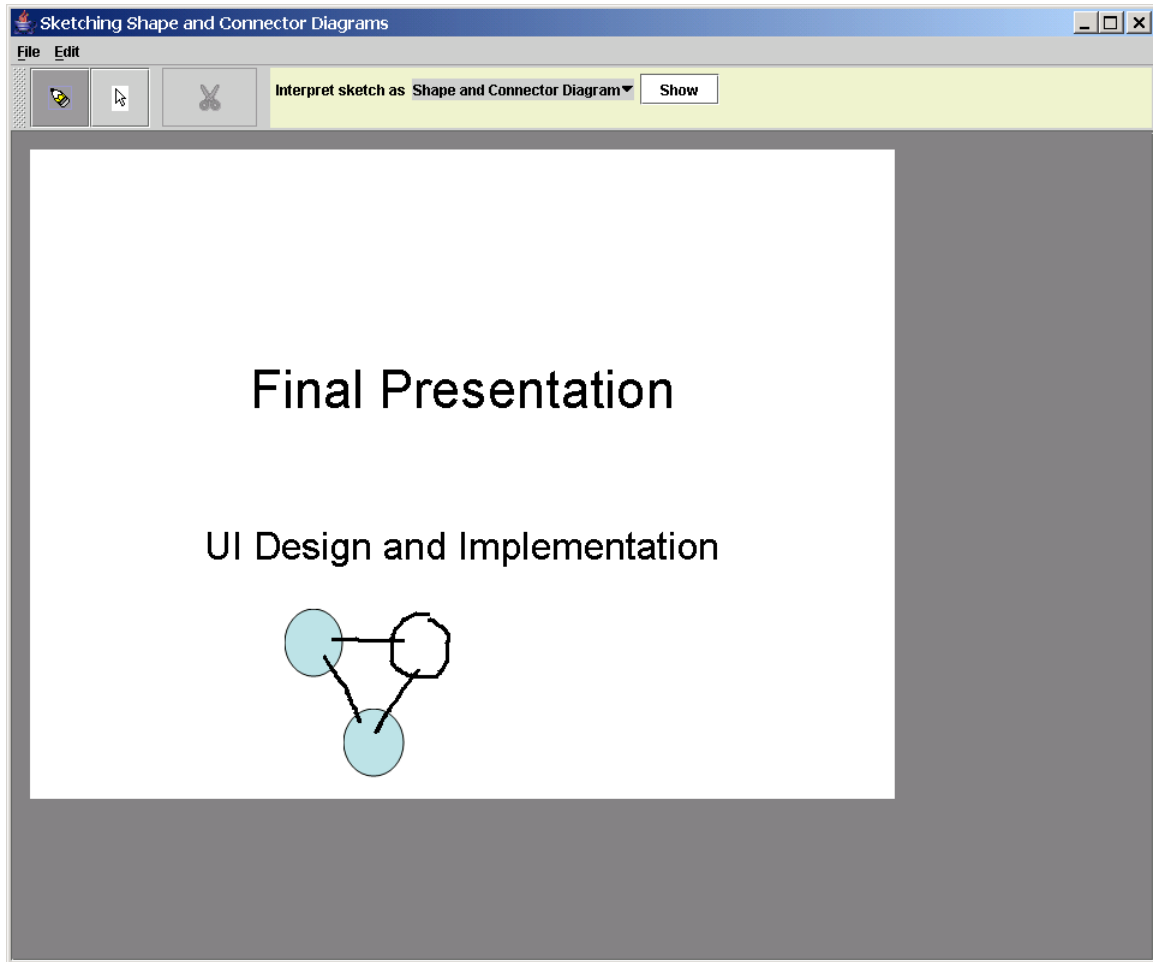 Sketching Shape and Connector Diagrams
File Edit
Interpret sketch as Shape and Connector Diagram Show
Final Presentation
UI Design and Implementation